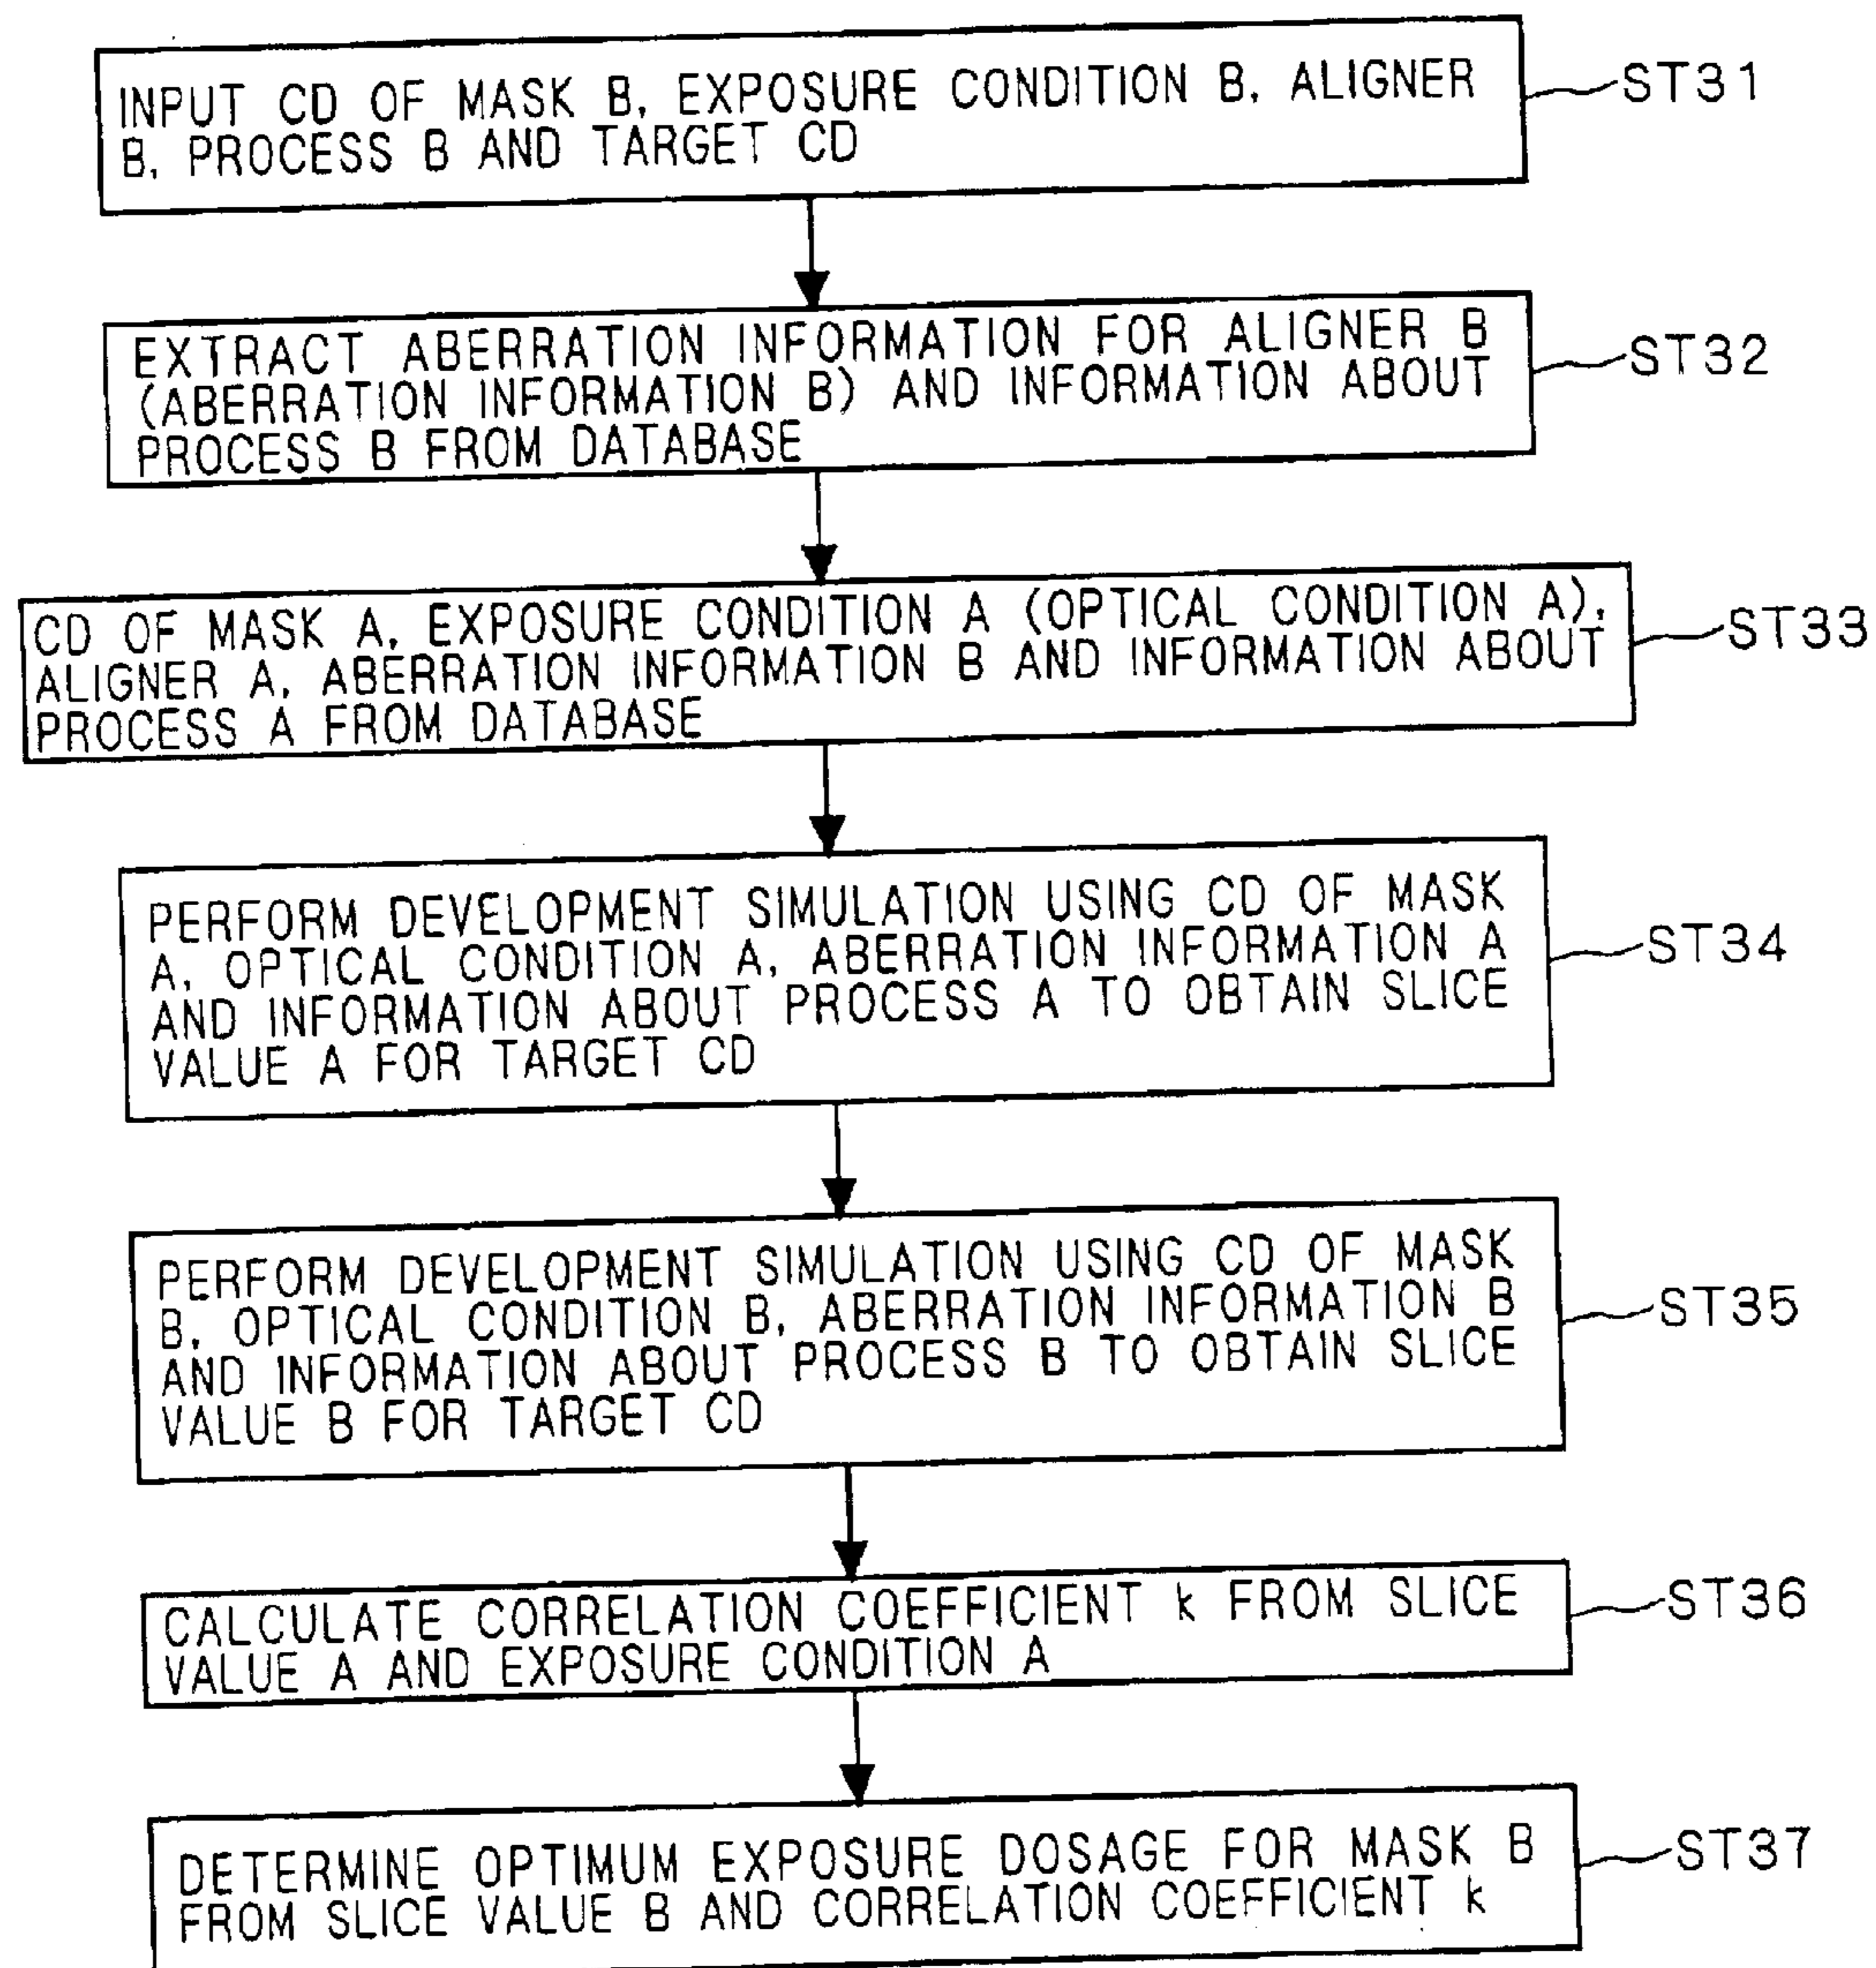 INPUT CD OF MASK B, EXPOSURE CONDITION B, ALIGNER
B, PROCESS B AND TARGET CD
ST31
EXTRACT ABERRATION INFORMATION FOR ALIGNER B
(ABERRATION INFORMATION B) AND INFORMATION ABOUT
PROCESS B FROM DATABASE
ST32
CD OF MASK A, EXPOSURE CONDITION A (OPTICAL CONDITION A),
ALIGNER A, ABERRATION INFORMATION B AND INFORMATION ABOUT
PROCESS A FROM DATABASE
ST33
PERFORM DEVELOPMENT SIMULATION USING CD OF MASK
A, OPTICAL CONDITION A, ABERRATION INFORMATION A
AND INFORMATION ABOUT PROCESS A TO OBTAIN SLICE
VALUE A FOR TARGET CD
ST34
PERFORM DEVELOPMENT SIMULATION USING CD OF MASK
B, OPTICAL CONDITION B, ABERRATION INFORMATION B
AND INFORMATION ABOUT PROCESS B TO OBTAIN SLICE
VALUE B FOR TARGET CD
ST35
CALCULATE CORRELATION COEFFICIENT k FROM SLICE
VALUE A AND EXPOSURE CONDITION A
ST36
DETERMINE OPTIMUM EXPOSURE DOSAGE FOR MASK B
FROM SLICE VALUE B AND CORRELATION COEFFICIENT k
ST37